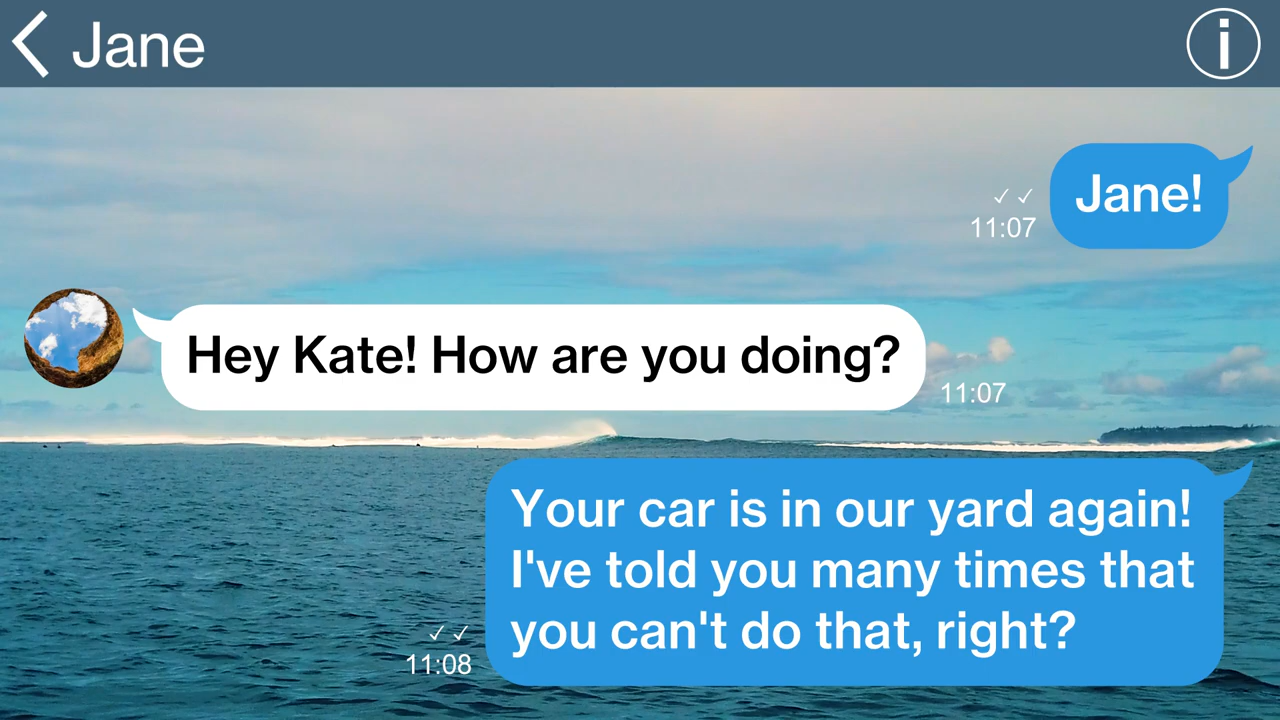 Jane
Jane!
11:07
Hey Kate! How are you doing?
11:07
Your car is in our yard again!
I've told you many times that
you can't do that, right?
11:08